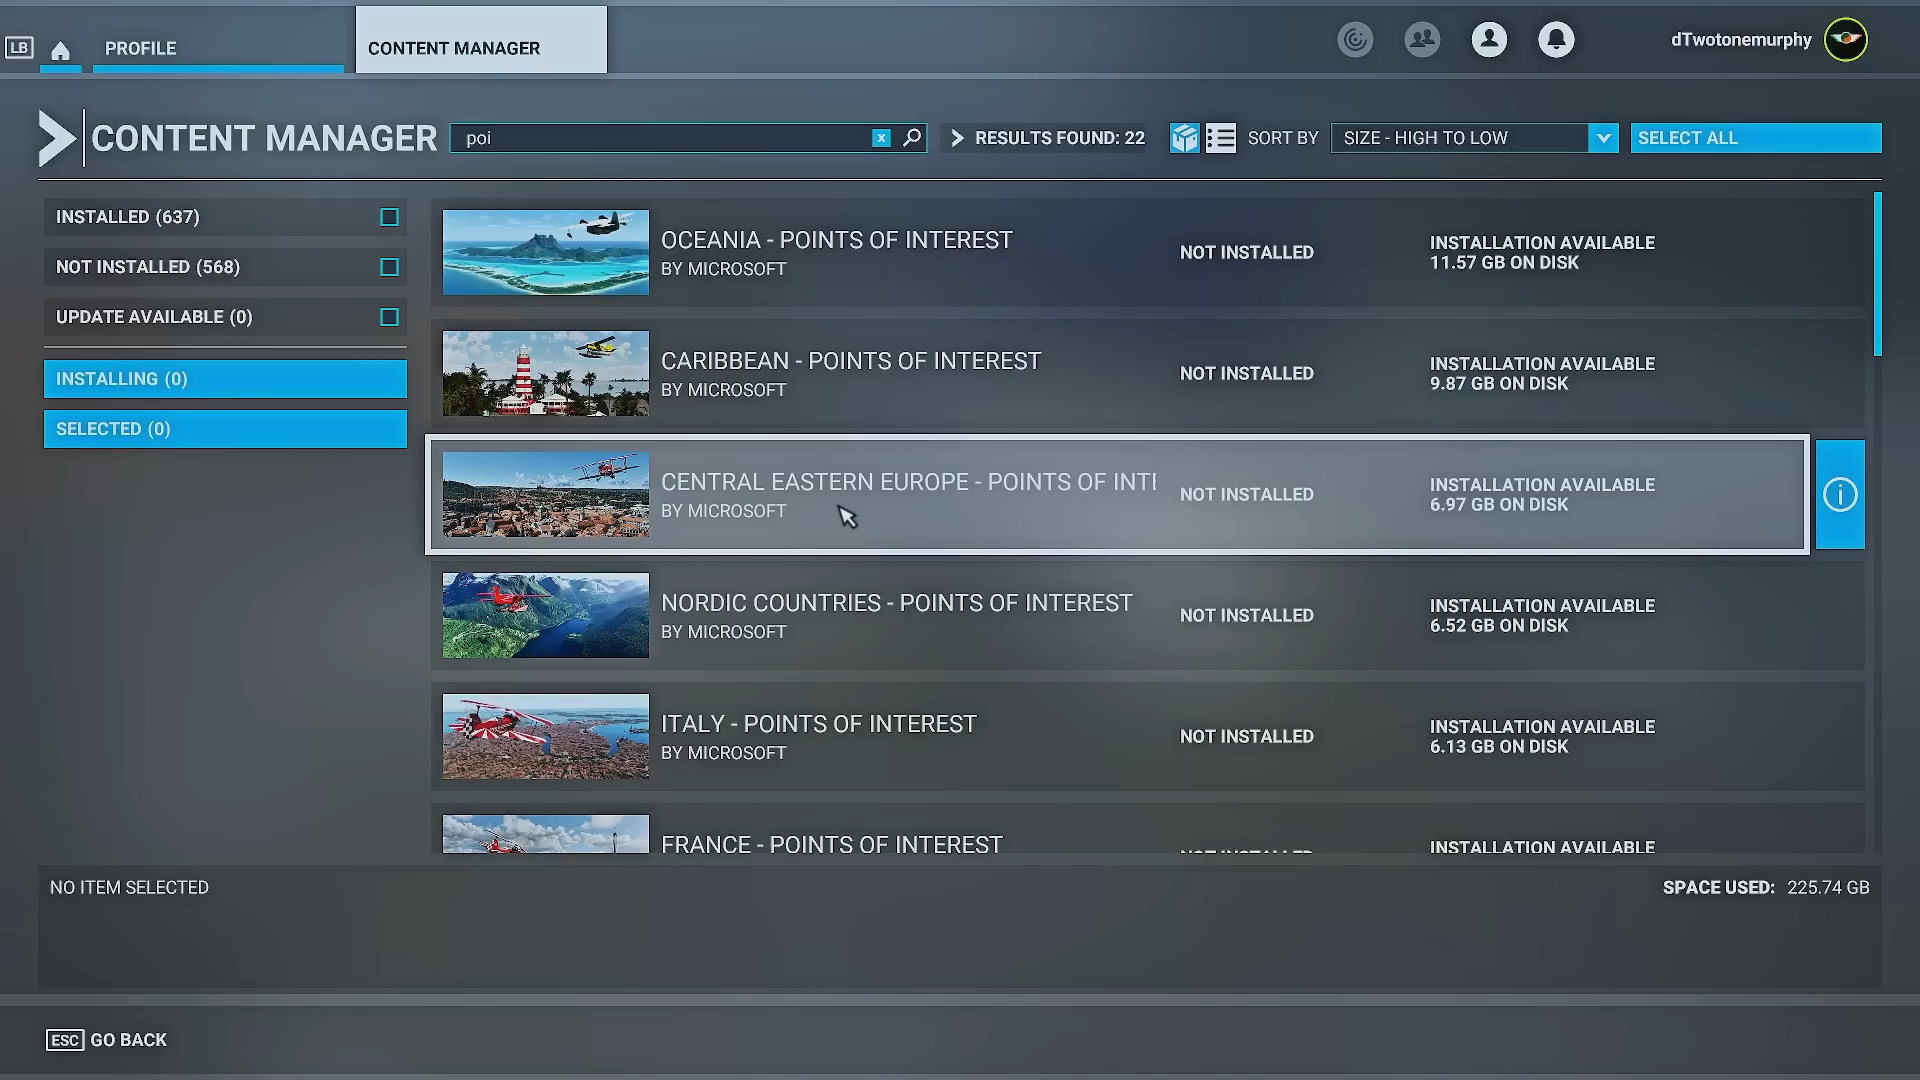 LB
PROFILE
CONTENT MANAGER
dTwotonemurphy
CONTENT MANAGER
poi
x
RESULTS FOUND: 22
SORT BY
SIZE - HIGH TO LOW
SELECT ALL
INSTALLED (637)
NOT INSTALLED (568)
UPDATE AVAILABLE (0)
INSTALLING (0)
SELECTED (0)
OCEANIA - POINTS OF INTEREST
BY MICROSOFT
NOT INSTALLED
INSTALLATION AVAILABLE
11.57 GB ON DISK
CARIBBEAN - POINTS OF INTEREST
BY MICROSOFT
NOT INSTALLED
INSTALLATION AVAILABLE
9.87 GB ON DISK
CENTRAL EASTERN EUROPE - POINTS OF INTE
BY MICROSOFT
NOT INSTALLED
INSTALLATION AVAILABLE
6.97 GB ON DISK
NORDIC COUNTRIES - POINTS OF INTEREST
BY MICROSOFT
NOT INSTALLED
INSTALLATION AVAILABLE
6.52 GB ON DISK
ITALY - POINTS OF INTEREST
BY MICROSOFT
NOT INSTALLED
INSTALLATION AVAILABLE
6.13 GB ON DISK
FRANCE - POINTS OF INTEREST
INSTALLATION AVAILABLE
NO ITEM SELECTED
SPACE USED: 225.74 GB
ESC GO BACK